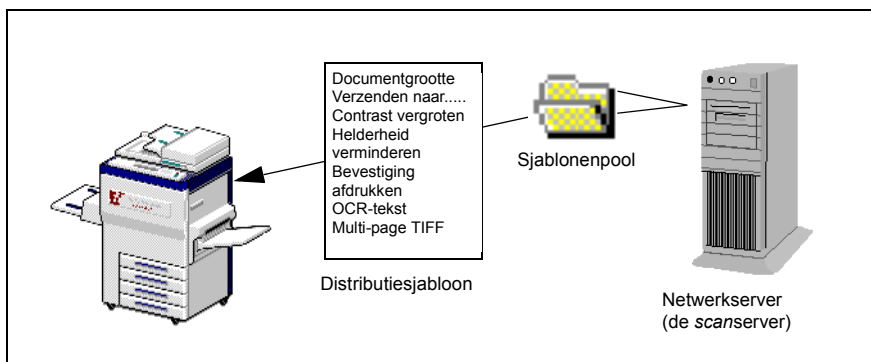 Documentgrootte
Verzenden naar.....
Contrast vergroten
Helderheid
verminderen
Bevestiging
afdrukken
OCR-tekst
Multi-page TIFF
Distributiesjabloon
Sjablonenpool
Netwerkserver
(de scanserver)